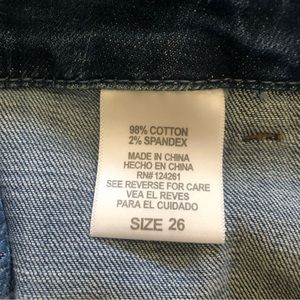 98% COTTON
2% SPANDEX
MADE IN CHINA
HECHO EN CHINA
RN#124261
SEE REVERSE FOR CARE
VEA EL REVES
PARA EL CUIDADO
SIZE 26